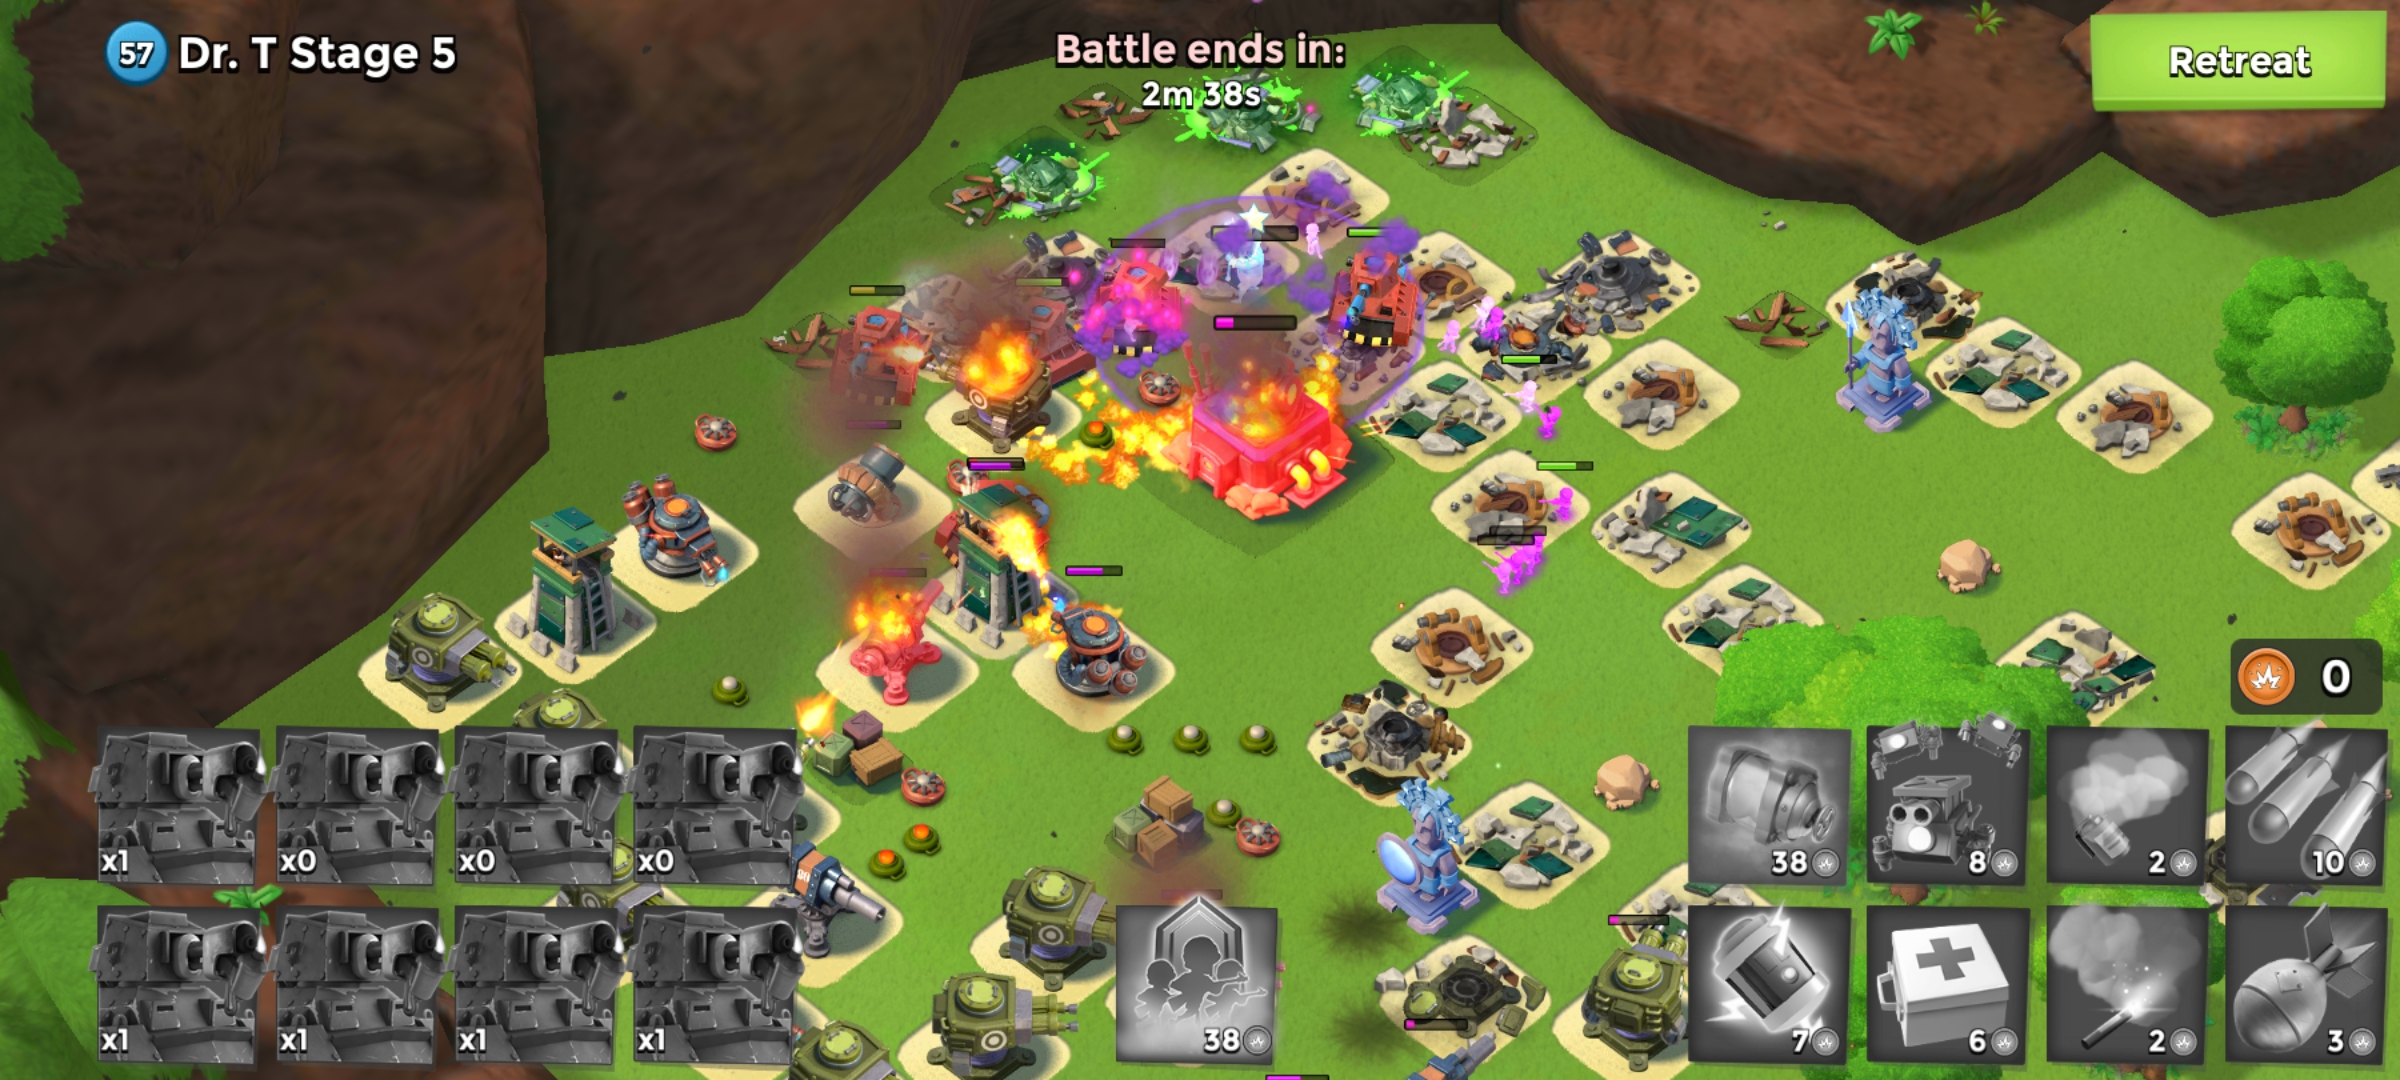 57 Dr. T Stage 5
Battle ends in:
2m 38s
Retreat
0
x1 x0 x0 x0
38 8 2 10
x1 x1 x1 x1
38
7 6 2 3